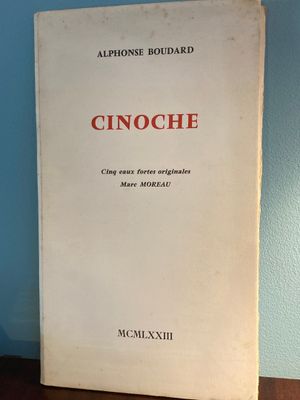 ALPHONSE BOUDARD
CINOCHE
Cinq eaux fortes originales
Marc MOREAU
MCMLXXIII